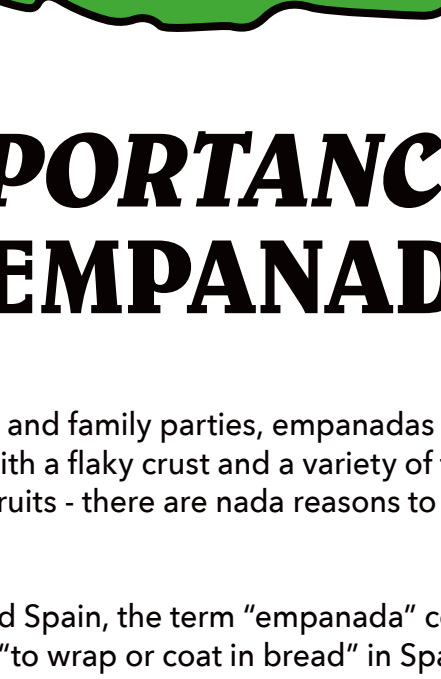 PORTANC
EMPANAD
and family parties, empanadas
ith a flaky crust and a variety of
ruits - there are nada reasons to
d Spain, the term “empanada” c
“to wrap or coat in bread” in Spa